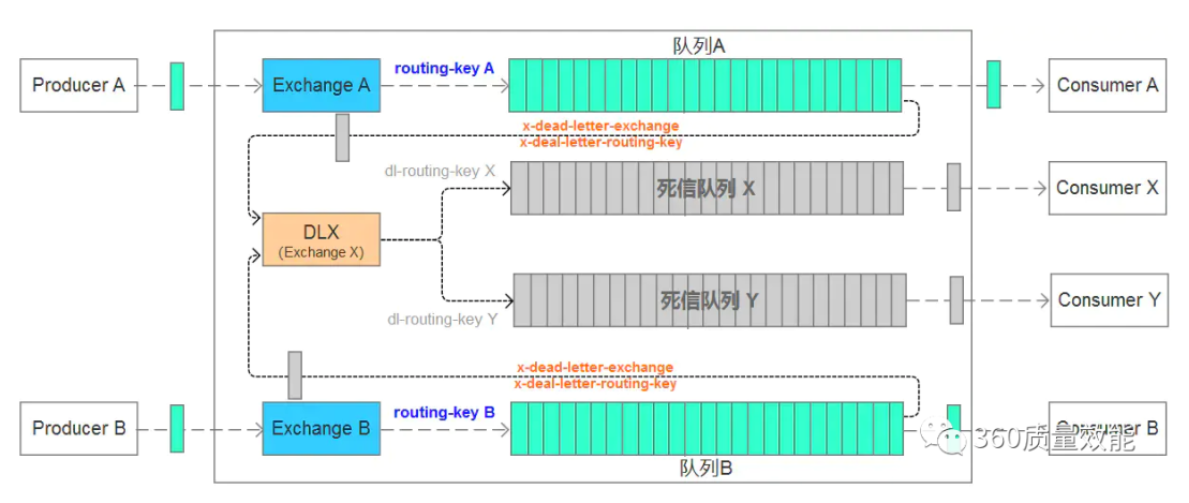 队列A
Producer A
Exchange A
routing-key A
Consumer A
x-dead-letter-exchange
x-deal-letter-routing-key
dl-routing-key X
死信队列 X
Consumer X
DLX
(Exchange X)
死信队列 Y
Consumer Y
dl-routing-key Y
x-dead-letter-exchange
x-deal-letter-routing-key
Producer B
Exchange B
routing-key B
Consumer B
360质量效能
队列B